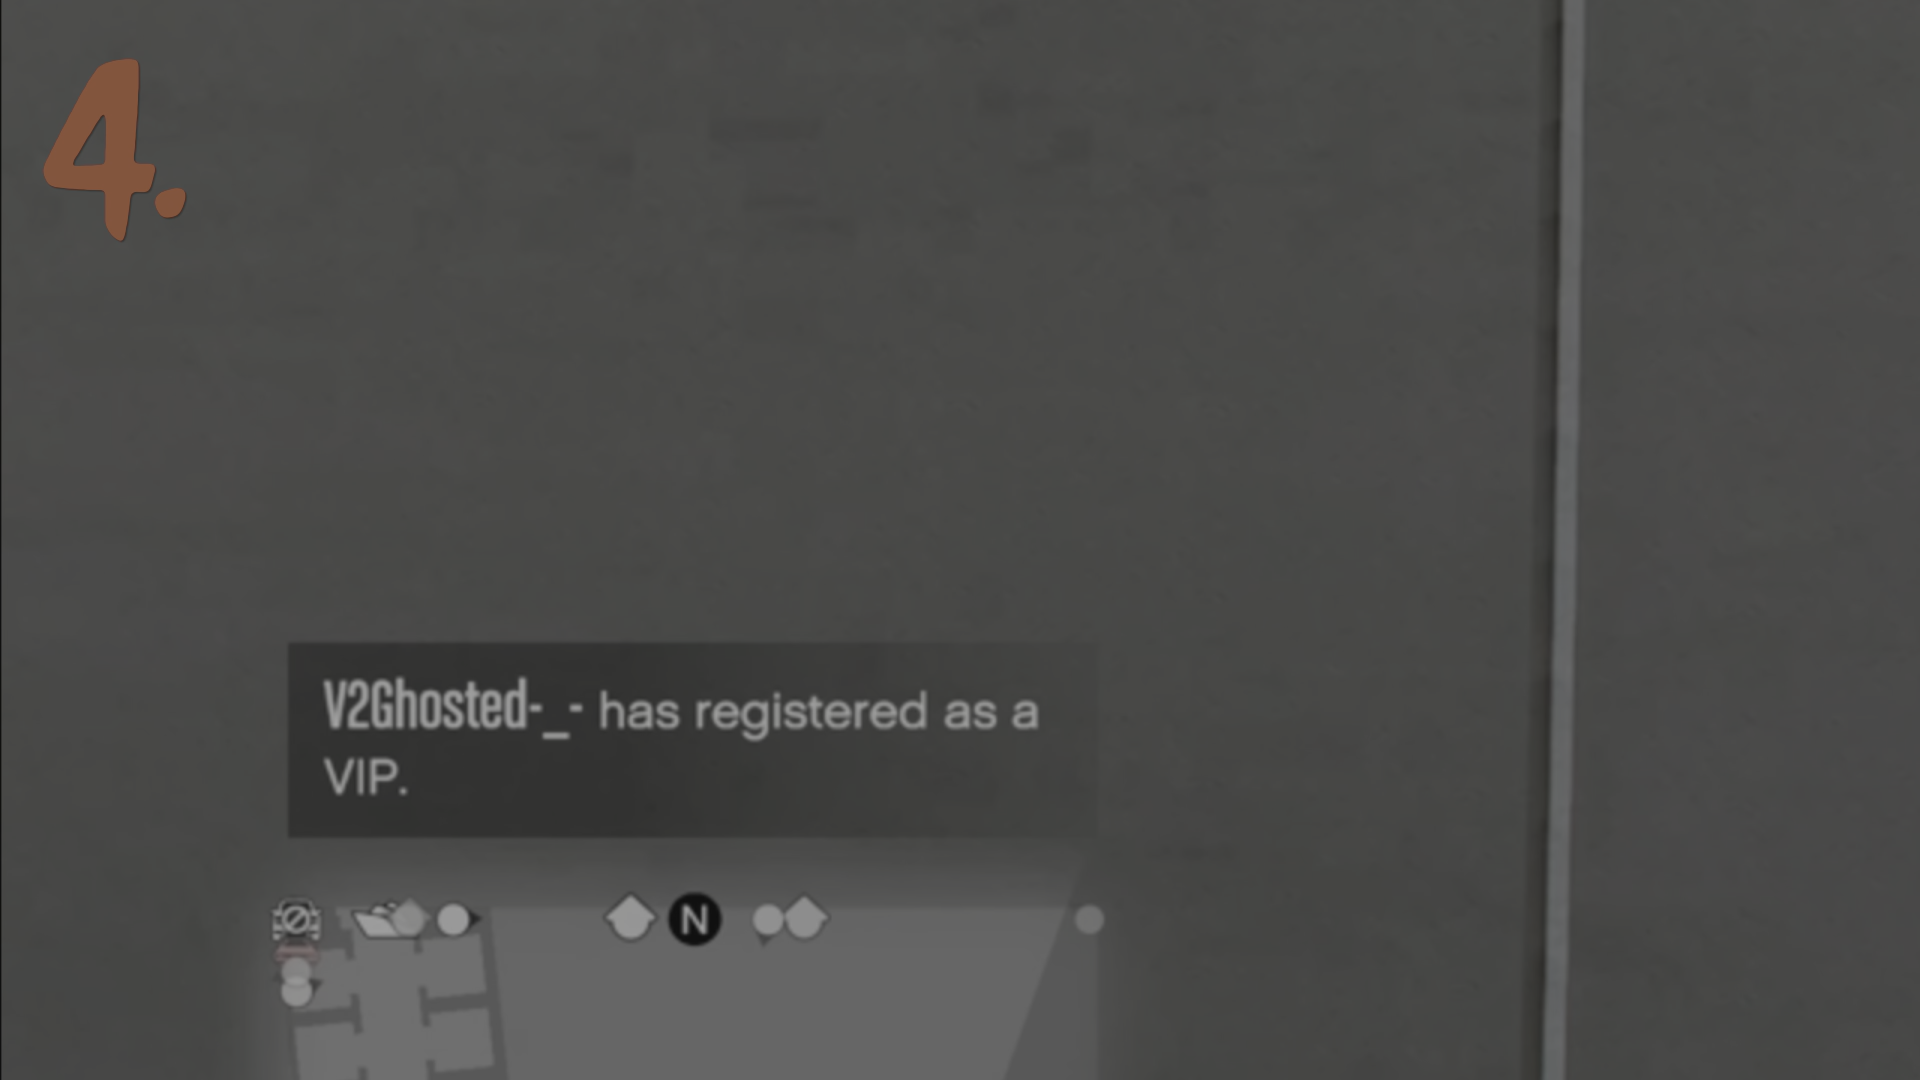 4.
V2Ghosted-_- has registered as a
VIP.
N